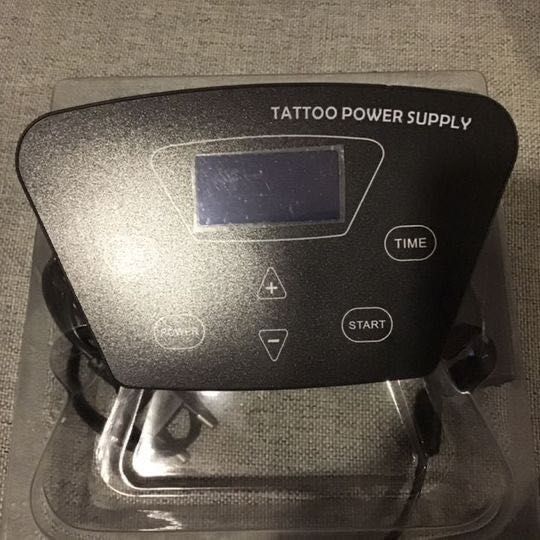 TATTOO POWER SUPPLY
TIME
+
POWER
START
-